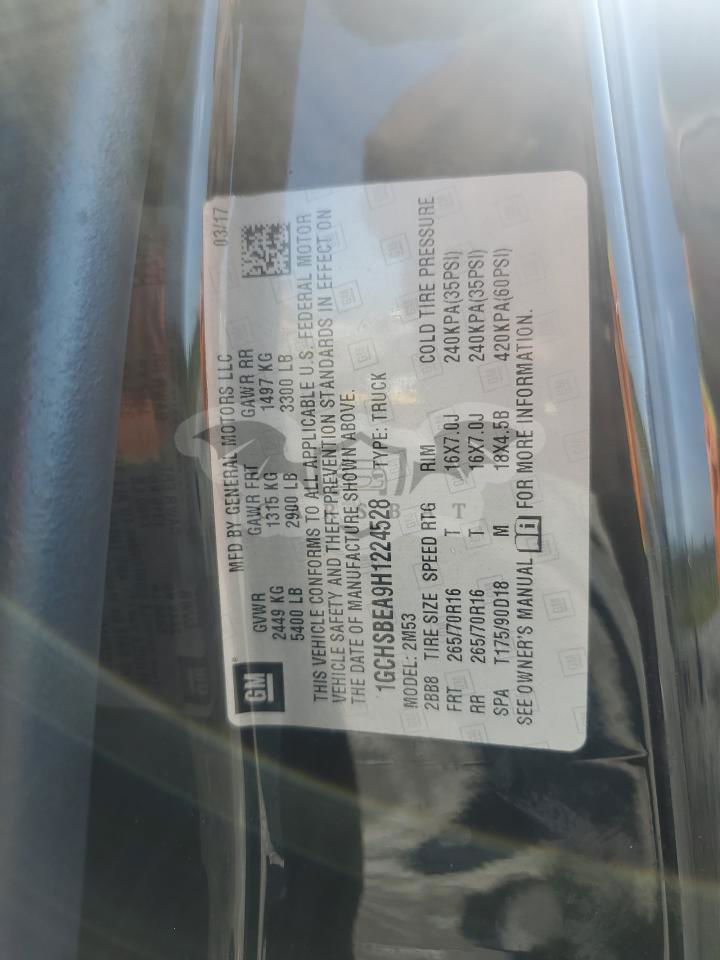 03/17
MFD BY GENERAL MOTORS LLC
GM
GVWR GAWR FRT GAWR RR
2449 KG 1315 KG 1497 KG
5400 LB 2900 LB 3300 LB
THIS VEHICLE CONFORMS TO ALL APPLICABLE U.S. FEDERAL MOTOR
VEHICLE SAFETY AND THEFT PREVENTION STANDARDS IN EFFECT ON
THE DATE OF MANUFACTURE SHOWN ABOVE.
1GCHSBEA9H1224528 TYPE: TRUCK
MODEL: 2M53
2BB8 TIRE SIZE SPEED RTG RIM COLD TIRE PRESSURE
FRT 265/70R16 T 16X7.0J 240KPA(35PSI)
RR 265/70R16 T 16X7.0J 240KPA(35PSI)
SPA T175/90D18 M 18X4.5B 420KPA(60PSI)
SEE OWNER'S MANUAL FOR MORE INFORMATION.